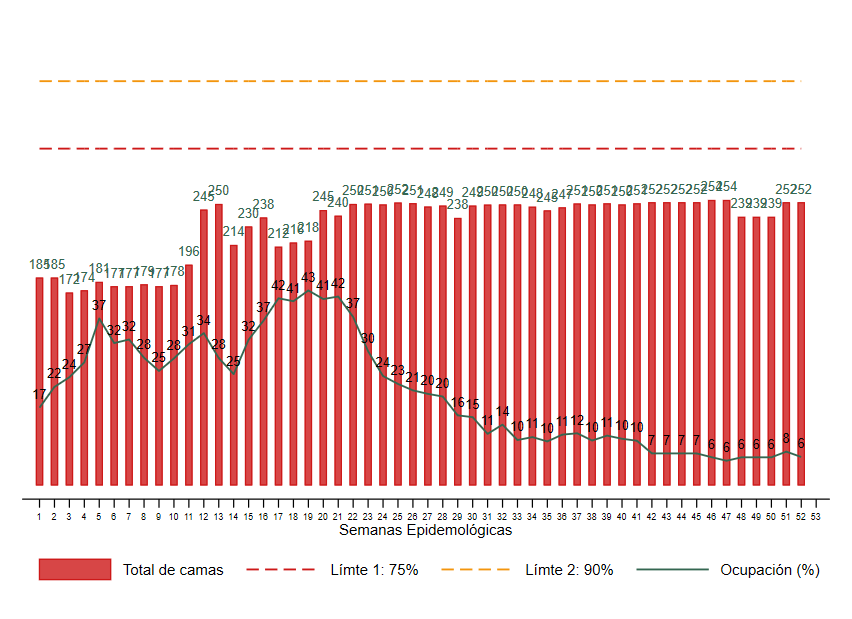 185 185 172 174 181 177 177 179 177 178 196 245 250 214 230 238 212 216 218 245 240 250 251 250 252 251 248 249 238 249 250 250 250 248 245 247 251 250 251 250 251 252 252 252 252 254 254 239 239 239 252 252
17 22 24 27 37 32 32 28 25 28 31 34 28 25 32 37 42 41 43 41 42 37 30 24 23 21 20 20 16 15 11 14 10 11 10 11 12 10 11 10 10 7 7 7 7 6 6 6 6 6 8 6
1 2 3 4 5 6 7 8 9 10 11 12 13 14 15 16 17 18 19 20 21 22 23 24 25 26 27 28 29 30 31 32 33 34 35 36 37 38 39 40 41 42 43 44 45 46 47 48 49 50 51 52 53
Semanas Epidemológicas
Total de camas Límte 1: 75% Límte 2: 90% Ocupación (%)